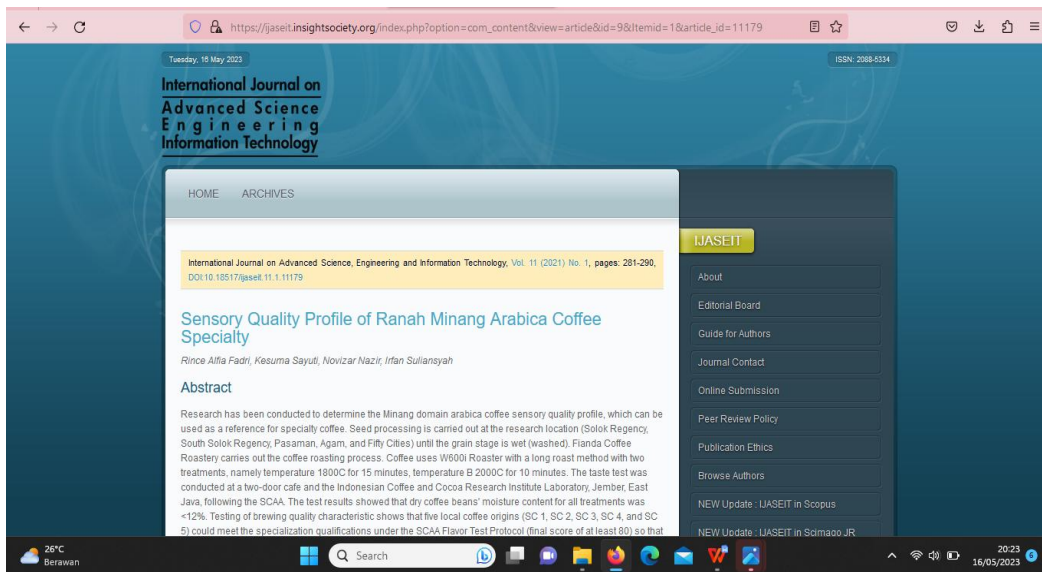 https://ijaseit.insightsociety.org/index.php?option=com_content&view=article&id=9&Itemid=1&article_id=11179
Tuesday, 16 May 2023
ISSN: 2088-5334
International Journal on
Advanced Science
Engineering
Information Technology
HOME ARCHIVES
International Journal on Advanced Science, Engineering and Information Technology, Vol. 11 (2021) No. 1, pages: 281-290,
DOI:10.18517/ijaseit.11.1.11179
Sensory Quality Profile of Ranah Minang Arabica Coffee
Specialty
Rince Alfia Fadri, Kesuma Sayuti, Novizar Nazir, Irfan Suliansyah
Abstract
Research has been conducted to determine the Minang domain arabica coffee sensory quality profile, which can be
used as a reference for specialty coffee. Seed processing is carried out at the research location (Solok Regency,
South Solok Regency, Pasaman, Agam, and Fifty Cities) until the grain stage is wet (washed). Fianda Coffee
Roastery carries out the coffee roasting process. Coffee uses W600i Roaster with a long roast method with two
treatments, namely temperature 1800C for 15 minutes, temperature B 2000C for 10 minutes. The taste test was
conducted at a two-door cafe and the Indonesian Coffee and Cocoa Research Institute Laboratory, Jember, East
Java, following the SCAA. The test results showed that dry coffee beans' moisture content for all treatments was
<12%. Testing of brewing quality characteristic shows that five local coffee origins (SC 1, SC 2, SC 3, SC 4, and SC
5) could meet the specialization qualifications under the SCAA Flavor Test Protocol (final score of at least 80) so that
IJASEIT
About
Editorial Board
Guide for Authors
Journal Contact
Online Submission
Peer Review Policy
Publication Ethics
Browse Authors
NEW Update : IJASEIT in Scopus
NEW Update : IJASEIT in Scimago JR
26°C
Berawan
Search
20:23
16/05/2023
6